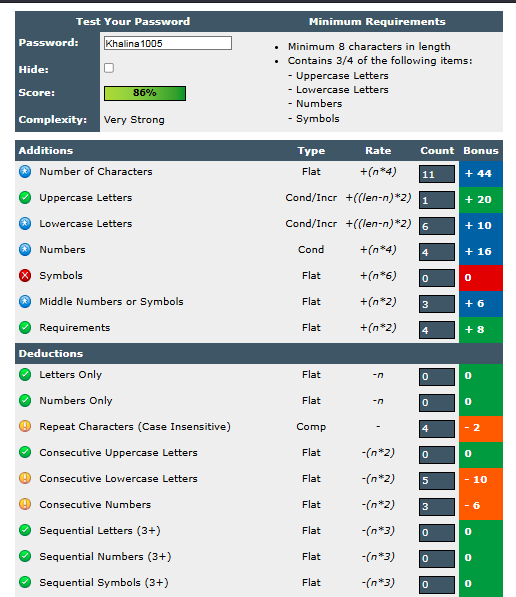 Test Your Password Minimum Requirements
Password: Khalina1005
Hide:
Score: 86%
Complexity: Very Strong
• Minimum 8 characters in length
• Contains 3/4 of the following items:
- Uppercase Letters
- Lowercase Letters
- Numbers
- Symbols
Additions Type Rate Count Bonus
Number of Characters Flat +(n*4) 11 + 44
Uppercase Letters Cond/Incr +((len-n)*2) 1 + 20
Lowercase Letters Cond/Incr +((len-n)*2) 6 + 10
Numbers Cond +(n*4) 4 + 16
Symbols Flat +(n*6) 0 0
Middle Numbers or Symbols Flat +(n*2) 3 + 6
Requirements Flat +(n*2) 4 + 8
Deductions
Letters Only Flat -n 0 0
Numbers Only Flat -n 0 0
Repeat Characters (Case Insensitive) Comp - 4 - 2
Consecutive Uppercase Letters Flat -(n*2) 0 0
Consecutive Lowercase Letters Flat -(n*2) 5 - 10
Consecutive Numbers Flat -(n*2) 3 - 6
Sequential Letters (3+) Flat -(n*3) 0 0
Sequential Numbers (3+) Flat -(n*3) 0 0
Sequential Symbols (3+) Flat -(n*3) 0 0